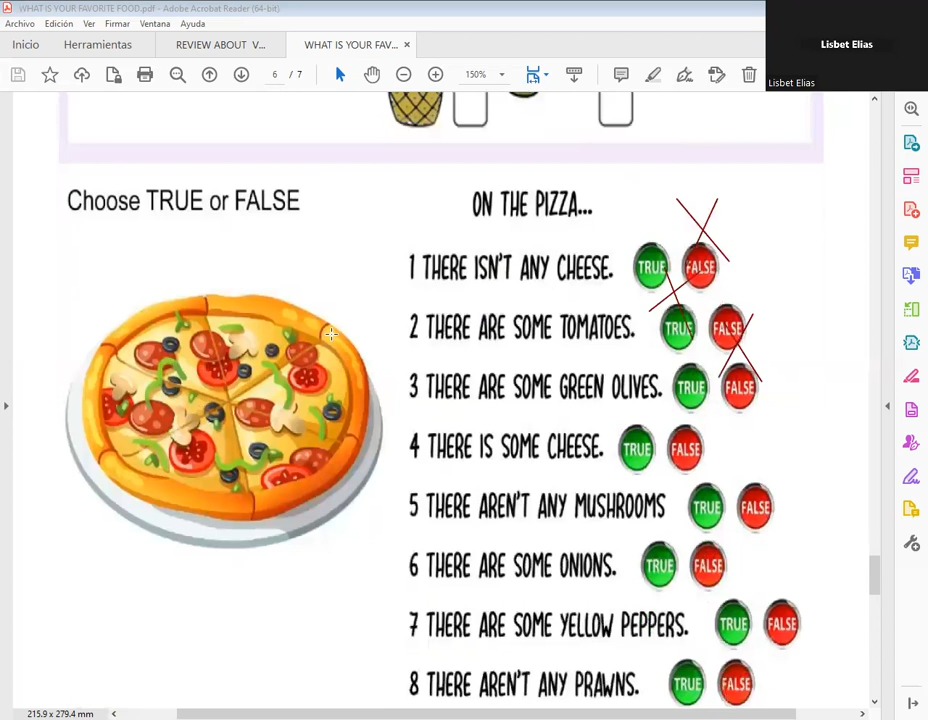 WHAT IS YOUR FAVORITE FOOD.pdf - Adobe Acrobat Reader (64-bit)
Archivo Edición Ver Firmar Ventana Ayuda
Inicio Herramientas REVIEW ABOUT V... WHAT IS YOUR FAV... ×
6 / 7 150%
Lisbet Elias
Lisbet Elias
Choose TRUE or FALSE
ON THE PIZZA...
1 THERE ISN'T ANY CHEESE. TRUE FALSE
2 THERE ARE SOME TOMATOES. TRUE FALSE
3 THERE ARE SOME GREEN OLIVES. TRUE FALSE
4 THERE IS SOME CHEESE. TRUE FALSE
5 THERE AREN'T ANY MUSHROOMS TRUE FALSE
6 THERE ARE SOME ONIONS. TRUE FALSE
7 THERE ARE SOME YELLOW PEPPERS. TRUE FALSE
8 THERE AREN'T ANY PRAWNS. TRUE FALSE
215.9 x 279.4 mm